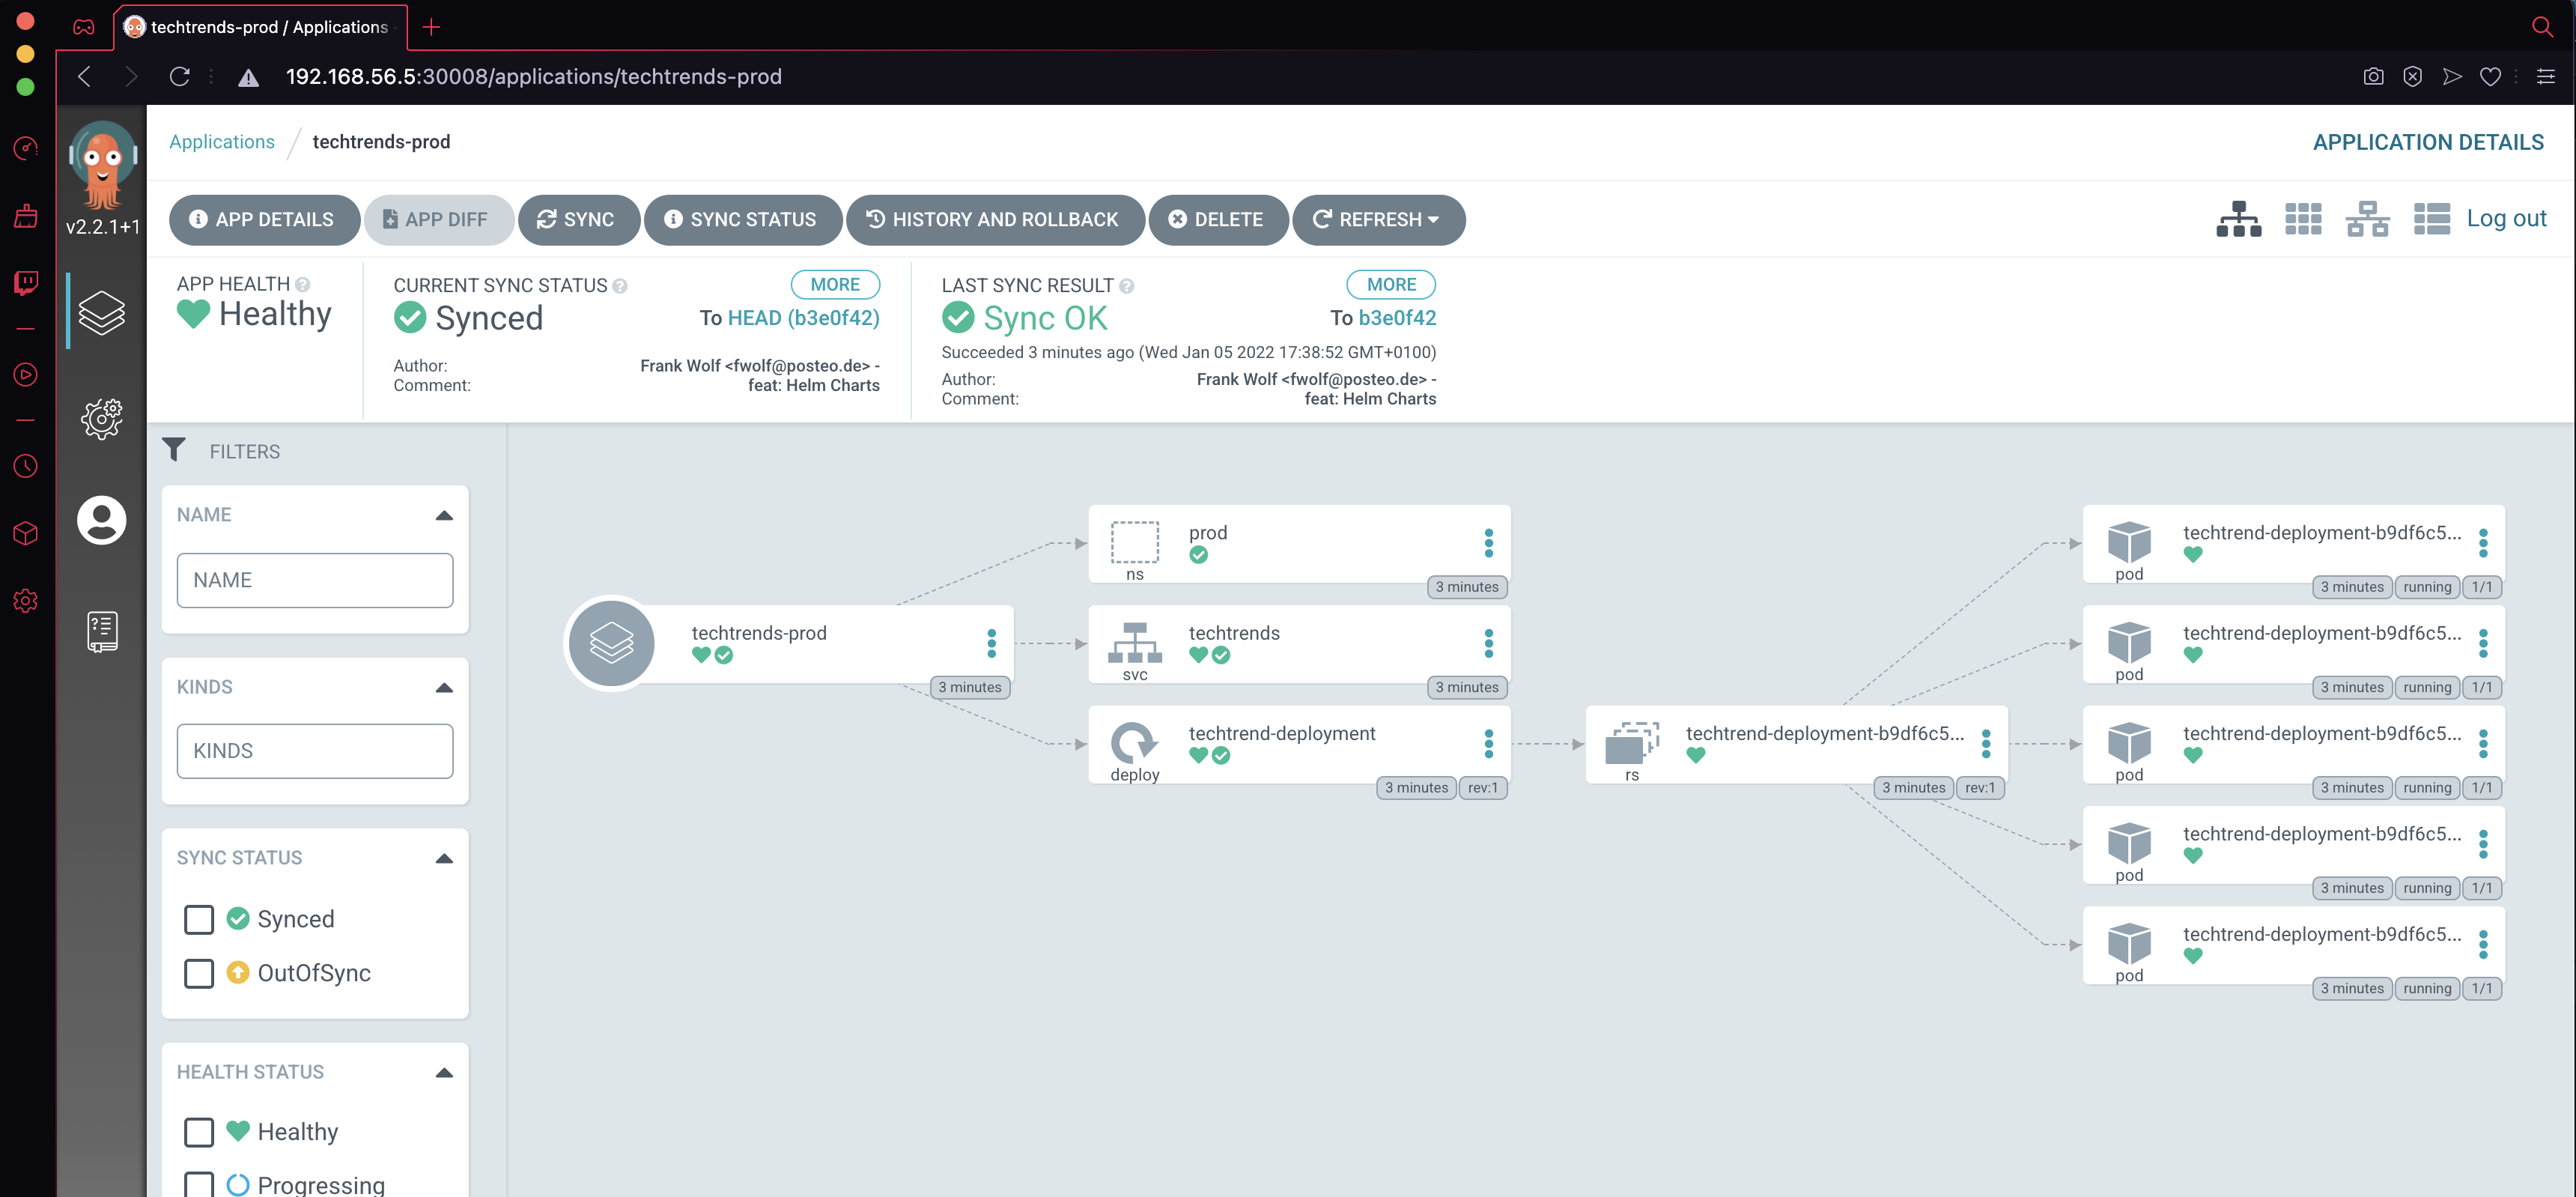 techtrends-prod / Applications
192.168.56.5:30008/applications/techtrends-prod
v2.2.1+1
Applications / techtrends-prod
APPLICATION DETAILS
APP DETAILS
APP DIFF
SYNC
SYNC STATUS
HISTORY AND ROLLBACK
DELETE
REFRESH
Log out
APP HEALTH
Healthy
CURRENT SYNC STATUS
MORE
Synced
To HEAD (b3e0f42)
Author: Frank Wolf <fwolf@posteo.de> -
Comment: feat: Helm Charts
LAST SYNC RESULT
MORE
Sync OK
To b3e0f42
Succeeded 3 minutes ago (Wed Jan 05 2022 17:38:52 GMT+0100)
Author: Frank Wolf <fwolf@posteo.de> -
Comment: feat: Helm Charts
FILTERS
NAME
NAME
KINDS
KINDS
SYNC STATUS
Synced
OutOfSync
HEALTH STATUS
Healthy
Progressing
techtrends-prod
3 minutes
prod
ns
3 minutes
techtrends
svc
3 minutes
techtrend-deployment
deploy
3 minutes rev:1
techtrend-deployment-b9df6c5...
rs
3 minutes rev:1
techtrend-deployment-b9df6c5...
pod
3 minutes running 1/1
techtrend-deployment-b9df6c5...
pod
3 minutes running 1/1
techtrend-deployment-b9df6c5...
pod
3 minutes running 1/1
techtrend-deployment-b9df6c5...
pod
3 minutes running 1/1
techtrend-deployment-b9df6c5...
pod
3 minutes running 1/1